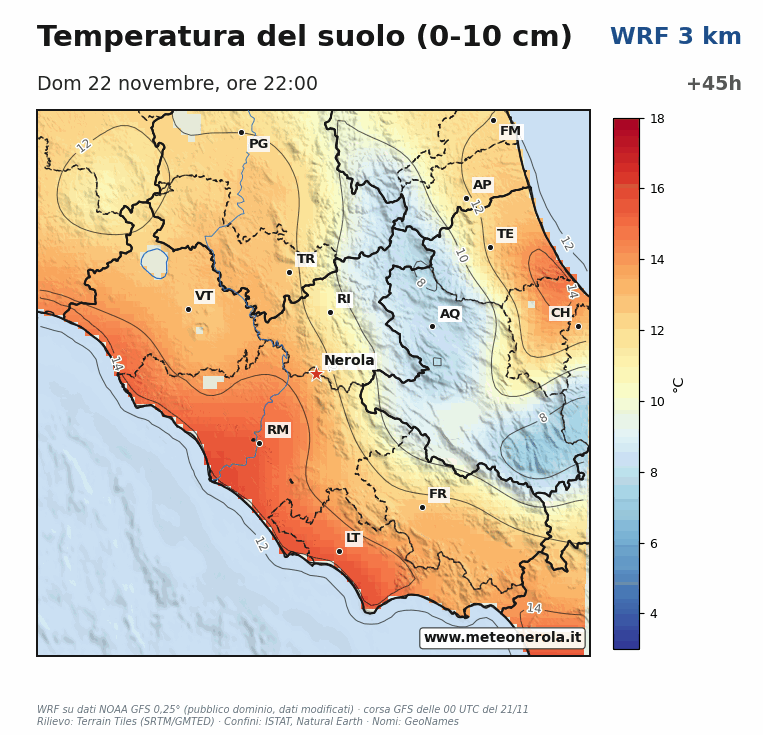 Temperatura del suolo (0-10 cm)
WRF 3 km
Dom 22 novembre, ore 22:00
+45h
PG
FM
12
AP
12
TE
12
10
TR
8
14
VT
RI
AQ
CH
14
Nerola
8
RM
FR
12
LT
14
www.meteonerola.it
18
16
14
12
10
8
6
4
°C
WRF su dati NOAA GFS 0,25° (pubblico dominio, dati modificati) · corsa GFS delle 00 UTC del 21/11
Rilievo: Terrain Tiles (SRTM/GMTED) · Confini: ISTAT, Natural Earth · Nomi: GeoNames